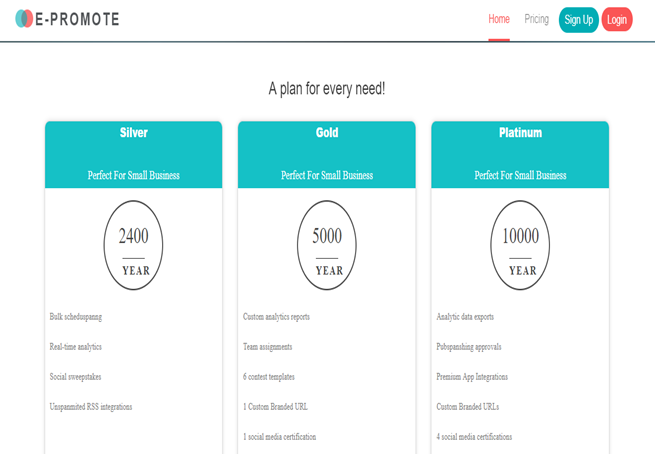 E-PROMOTE
Home Pricing Sign Up Login
A plan for every need!
Silver
Perfect For Small Business
2400
YEAR
Bulk scheduspanng
Real-time analytics
Social sweepstakes
Unspanmited RSS integrations
Gold
Perfect For Small Business
5000
YEAR
Custom analytics reports
Team assignments
6 contest templates
1 Custom Branded URL
1 social media certification
Platinum
Perfect For Small Business
10000
YEAR
Analytic data exports
Pubspanshing approvals
Premium App Integrations
Custom Branded URLs
4 social media certifications